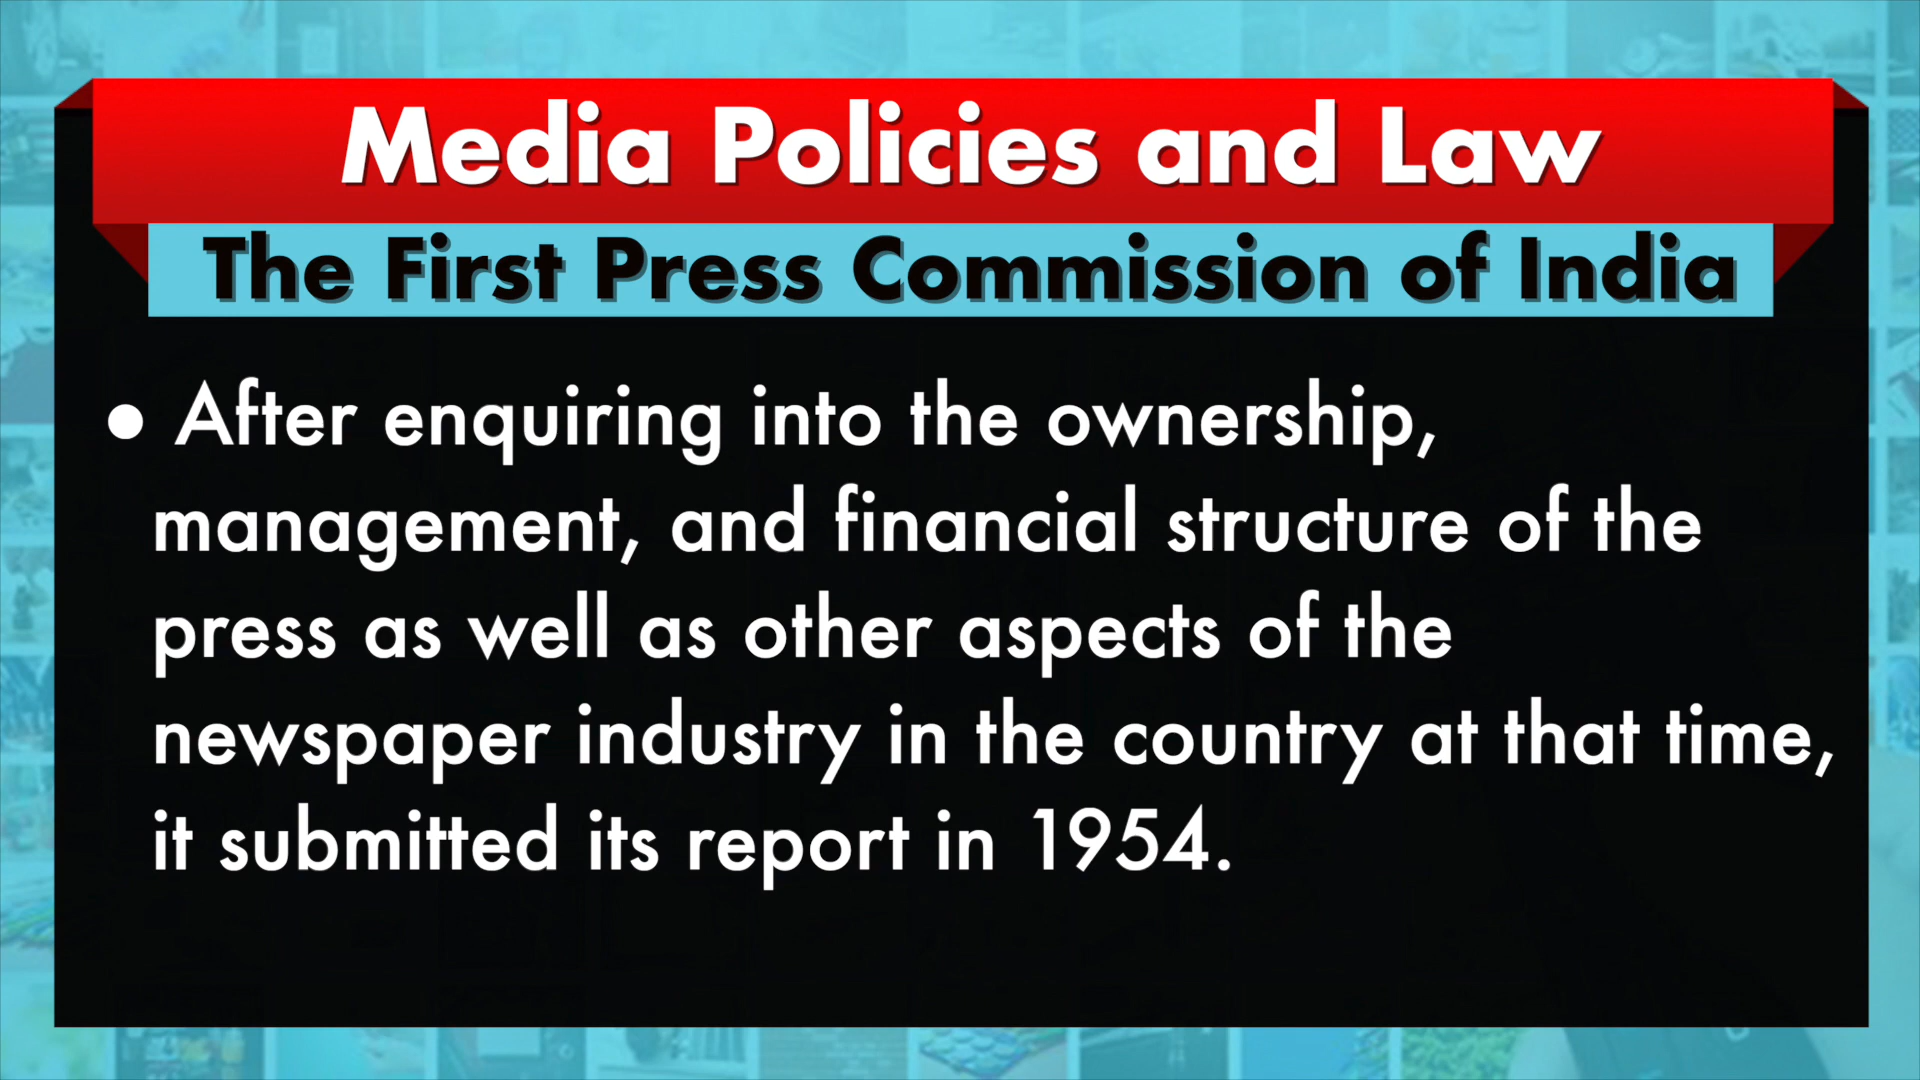 Media Policies and Law
The First Press Commission of India
● After enquiring into the ownership,
management, and financial structure of the
press as well as other aspects of the
newspaper industry in the country at that time,
it submitted its report in 1954.